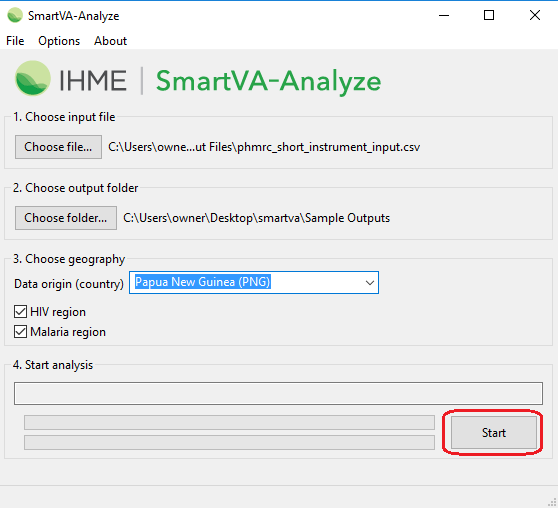 SmartVA-Analyze
File Options About
IHME | SmartVA-Analyze
1. Choose input file
Choose file... C:\Users\owne...ut Files\phmrc_short_instrument_input.csv
2. Choose output folder
Choose folder... C:\Users\owner\Desktop\smartva\Sample Outputs
3. Choose geography
Data origin (country) Papua New Guinea (PNG)
HIV region
Malaria region
4. Start analysis
Start